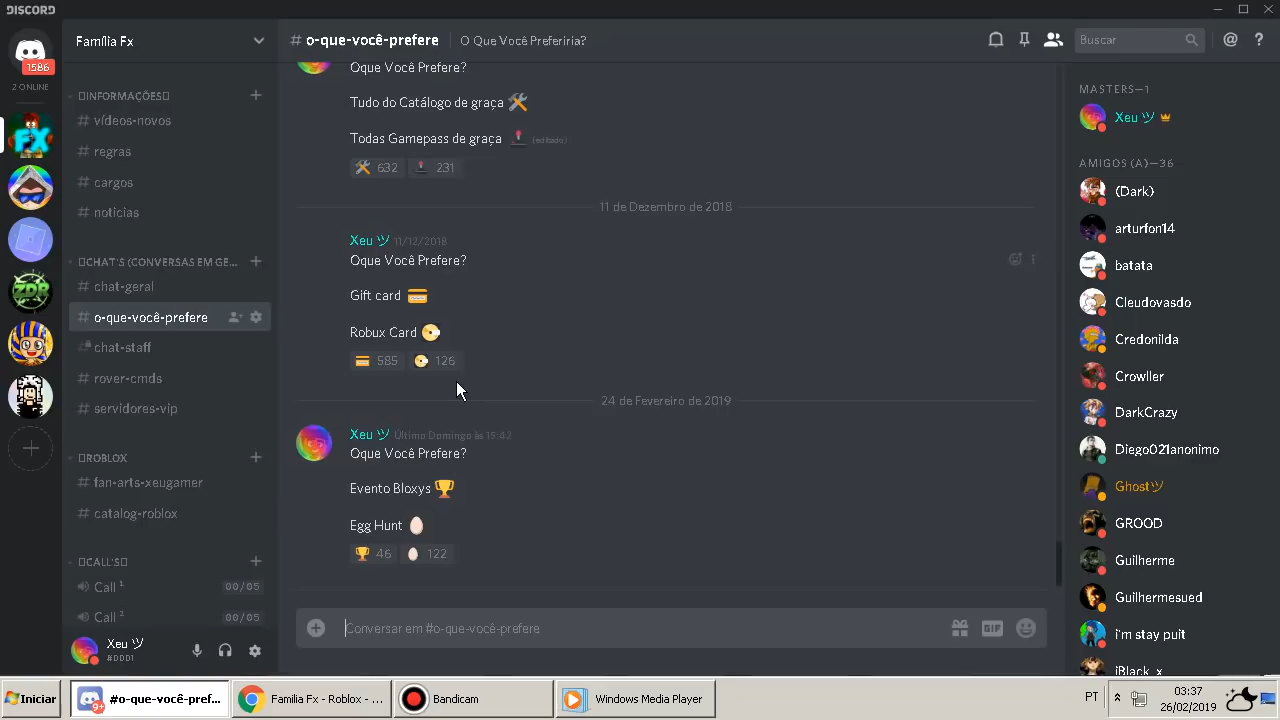 DISCORD
1586
2 ONLINE
FX
ZDR
Família Fx
INFORMAÇÕES
# vídeos-novos
# regras
# cargos
# noticias
CHAT'S (CONVERSAS EM GE...
# chat-geral
# o-que-você-prefere
# chat-staff
# rover-cmds
# servidores-vip
ROBLOX
# fan-arts-xeugamer
# catalog-roblox
CALL'S
Call ¹ 00/05
Call ² 00/05
Xeu ツ
#0001
# o-que-você-prefere O Que Você Preferiria?
Buscar
@ ?
Oque Você Prefere?
Tudo do Catálogo de graça 🛠
Todas Gamepass de graça 🕹 (editado)
🛠 632 🕹 231
11 de Dezembro de 2018
Xeu ツ 11/12/2018
Oque Você Prefere?
Gift card 💳
Robux Card 💽
💳 585 💽 126
24 de Fevereiro de 2019
Xeu ツ Último Domingo às 15:42
Oque Você Prefere?
Evento Bloxys 🏆
Egg Hunt 🥚
🏆 46 🥚 122
Conversar em #o-que-você-prefere
GIF
MASTERS—1
Xeu ツ
AMIGOS (A)—36
(Dark)
arturfon14
batata
Cleudovasdo
Credonilda
Crowller
DarkCrazy
Diego021anonimo
Ghostツ
GROOD
Guilherme
Guilhermesued
i'm stay puit
iBlack_x
Iniciar
9+
#o-que-você-pref...
Familia Fx - Roblox - ...
Bandicam
Windows Media Player
PT
03:37
26/02/2019